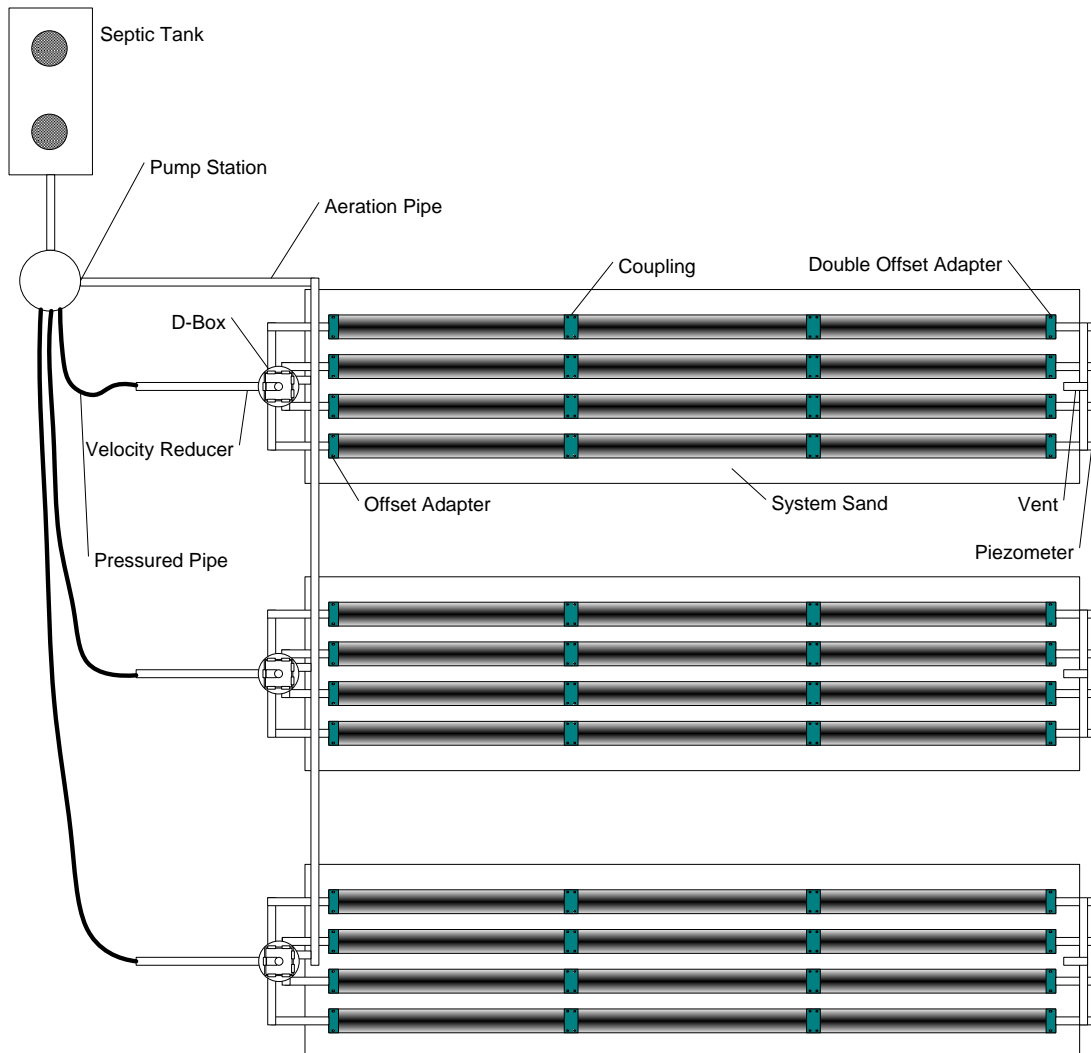 Septic Tank
Pump Station
Aeration Pipe
Coupling
Double Offset Adapter
D-Box
Velocity Reducer
Offset Adapter
System Sand
Vent
Pressured Pipe
Piezometer